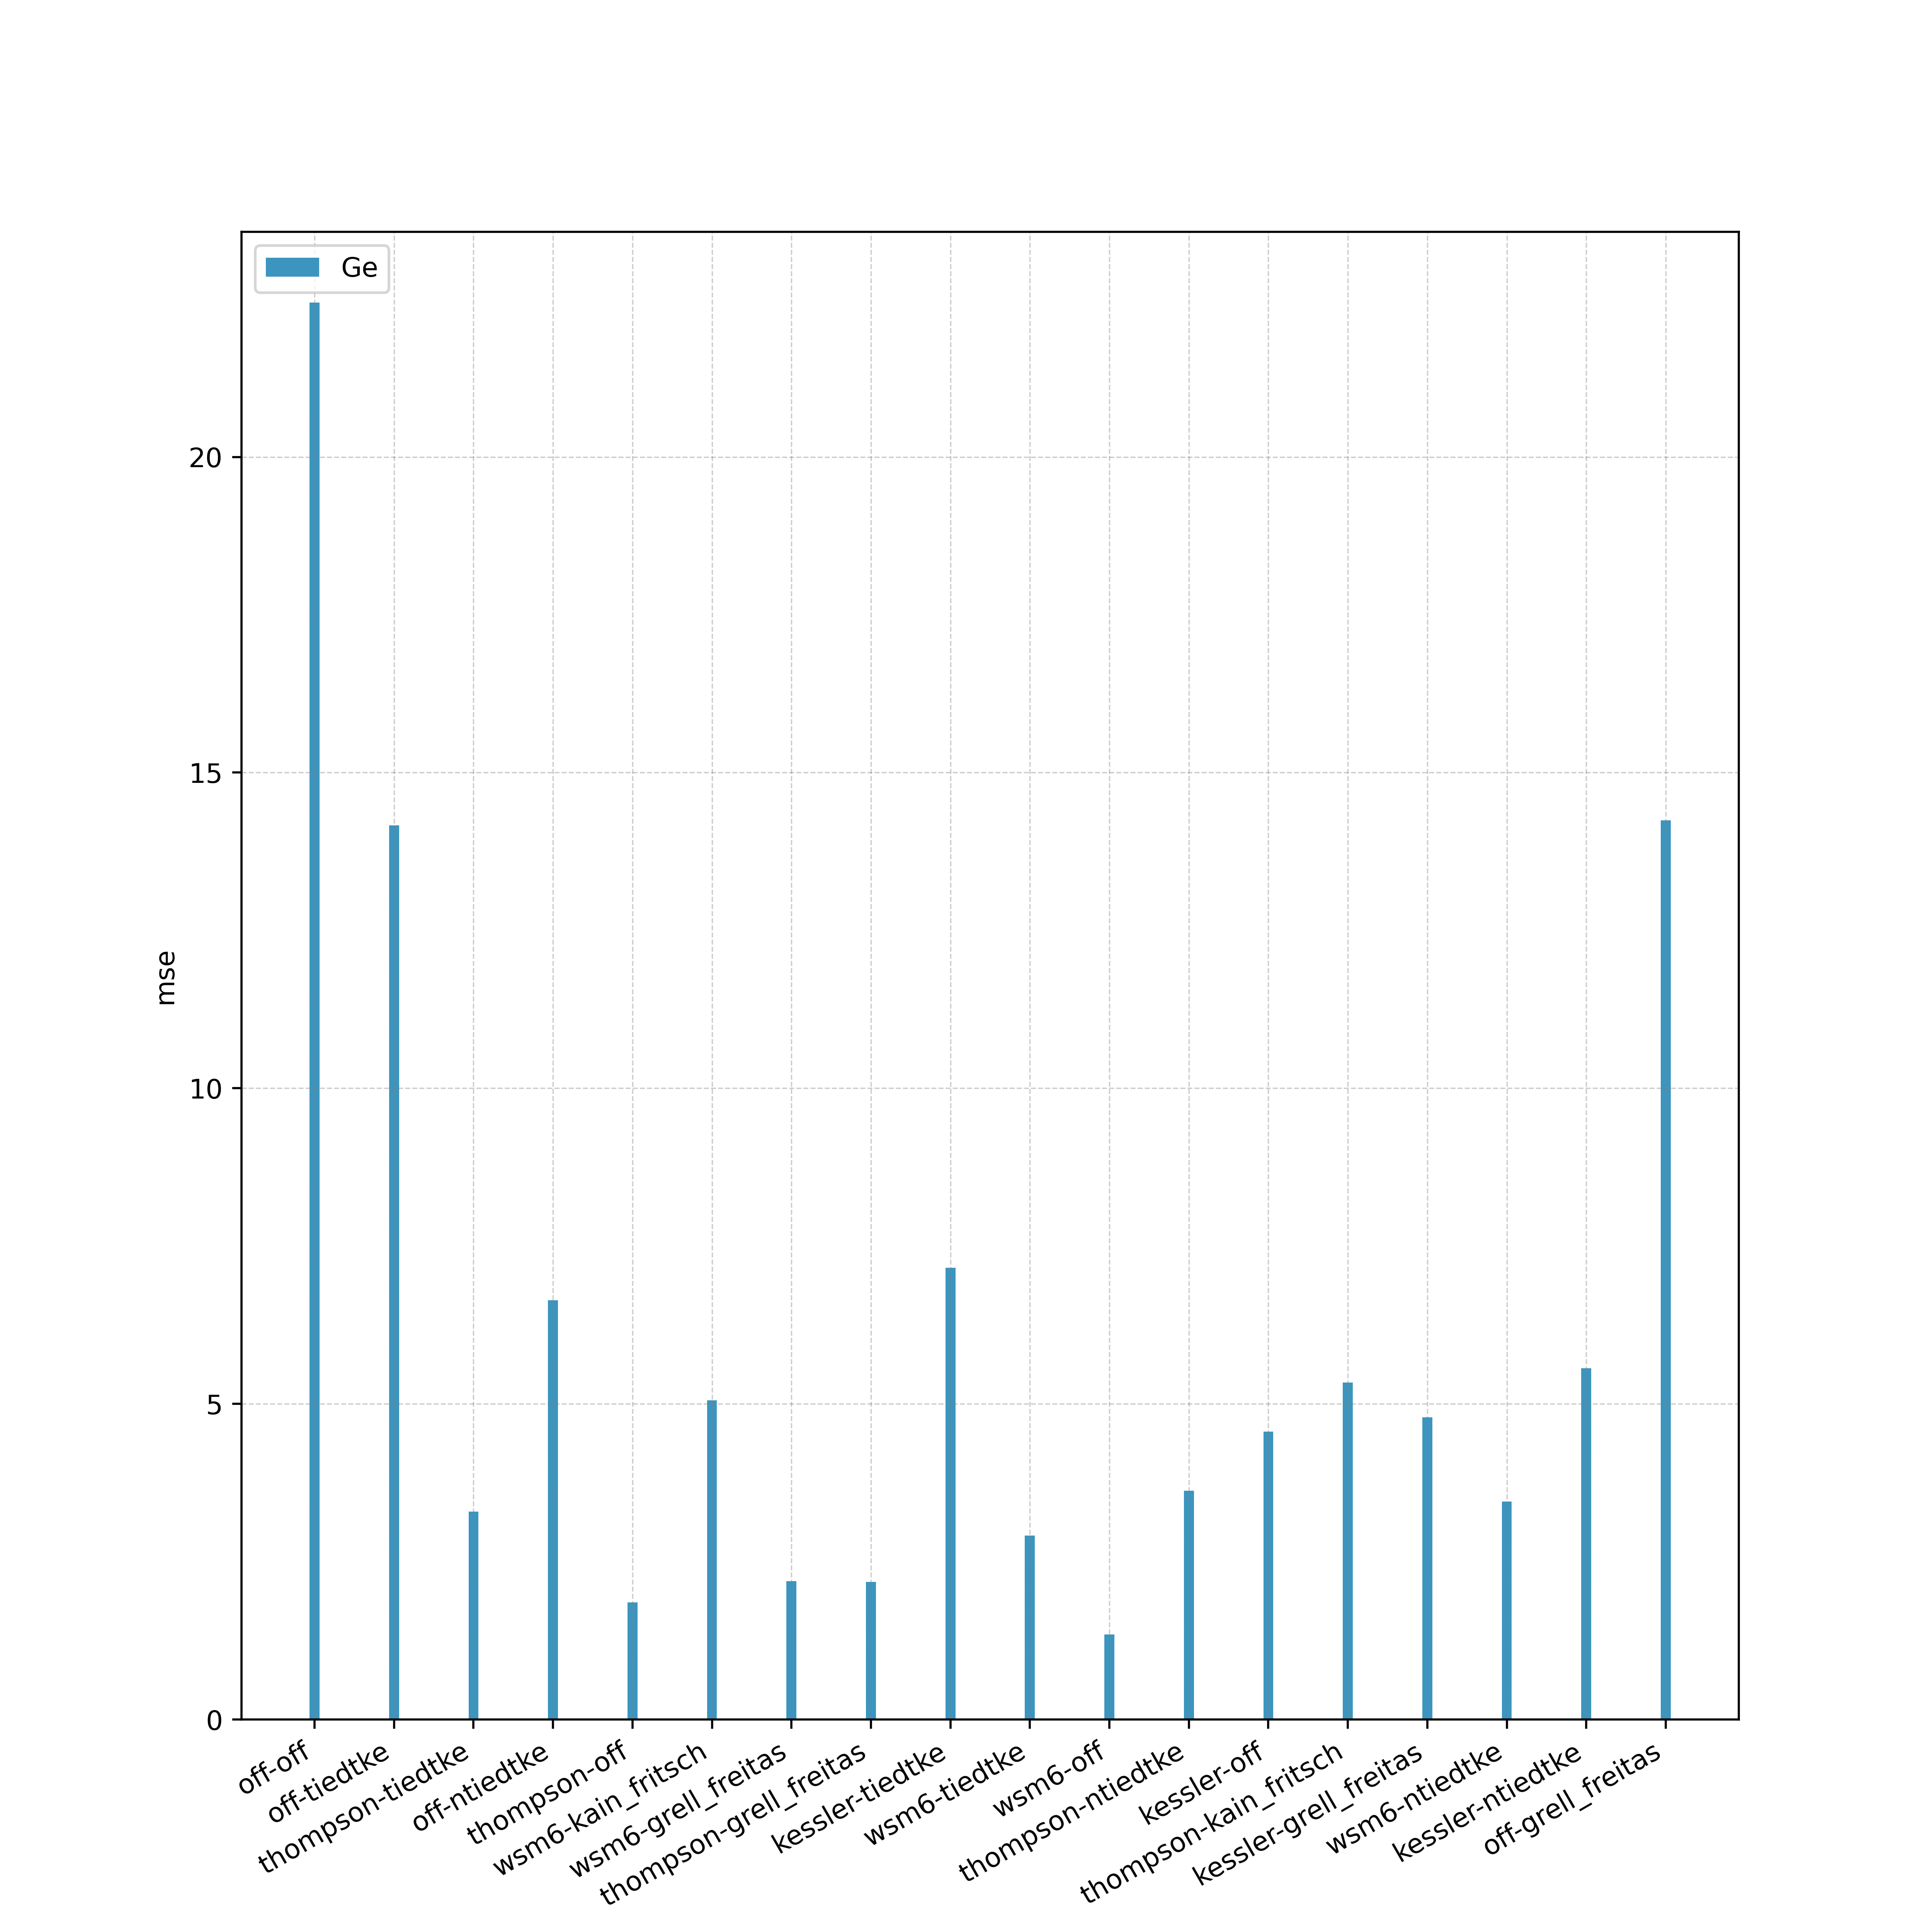 Ge
mse
20
15
10
5
0
off-off
off-tiedtke
thompson-tiedtke
off-ntiedtke
thompson-off
wsm6-kain_fritsch
wsm6-grell_freitas
thompson-grell_freitas
kessler-tiedtke
wsm6-tiedtke
wsm6-off
thompson-ntiedtke
kessler-off
thompson-kain_fritsch
kessler-grell_freitas
wsm6-ntiedtke
kessler-ntiedtke
off-grell_freitas